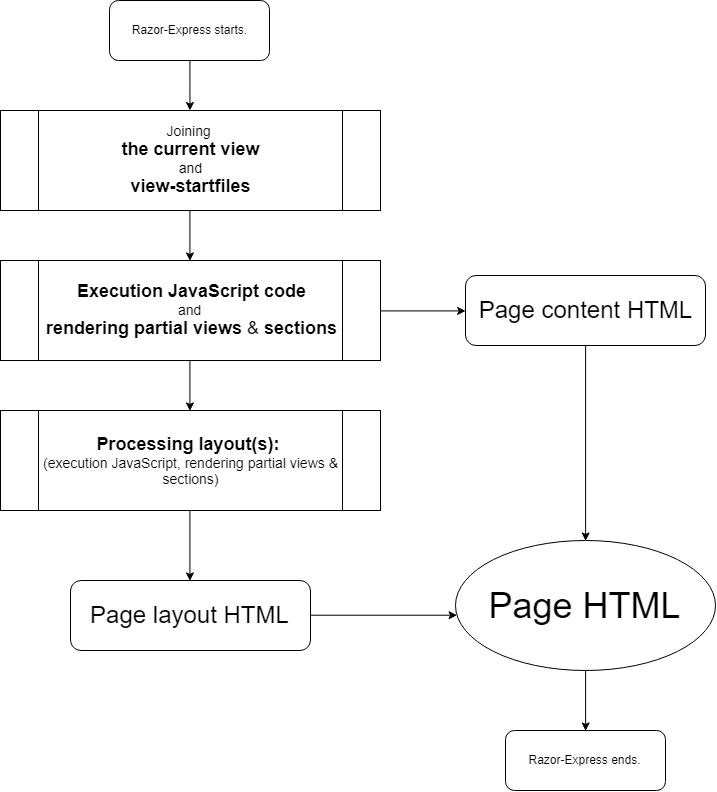 Razor-Express starts.
Joining
the current view
and
view-startfiles
Execution JavaScript code
and
rendering partial views & sections
Page content HTML
Processing layout(s):
(execution JavaScript, rendering partial views &
sections)
Page layout HTML
Page HTML
Razor-Express ends.